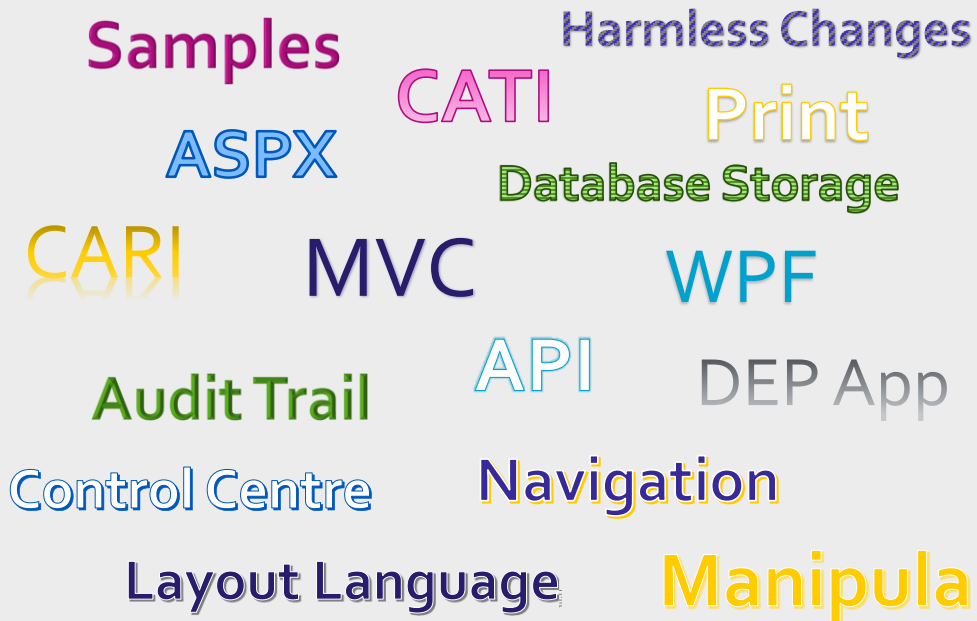 Samples
Harmless Changes
CATI
Print
ASPX
Database Storage
CARI
MVC
WPF
API
DEP App
Audit Trail
Control Centre
Navigation
Layout Language
Manipula